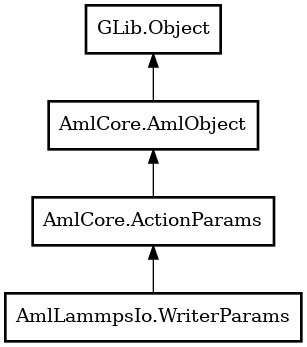 GLib.Object
AmlCore.AmlObject
AmlCore.ActionParams
AmlLammpsIo.WriterParams